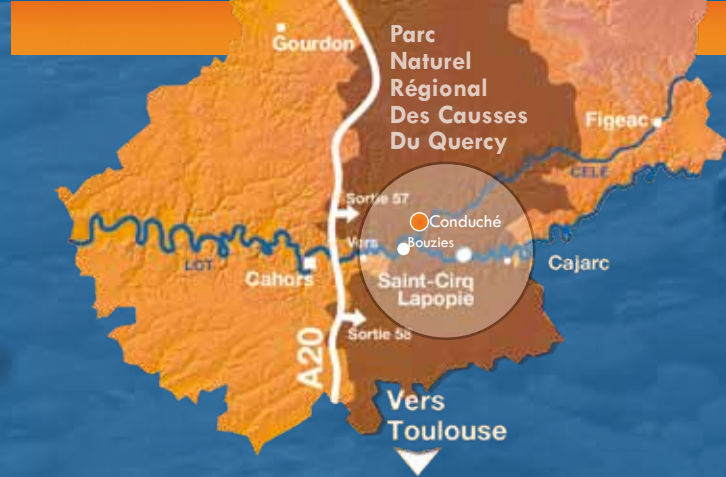 Gourdon
Parc
Naturel
Régional
Des Causses
Du Quercy
Figeac
CELE
Sortie 57
Conduché
Vers
Bouzies
LOT
Cahors
Saint-Cirq
Lapopie
Cajarc
A20
Sortie 58
Vers
Toulouse